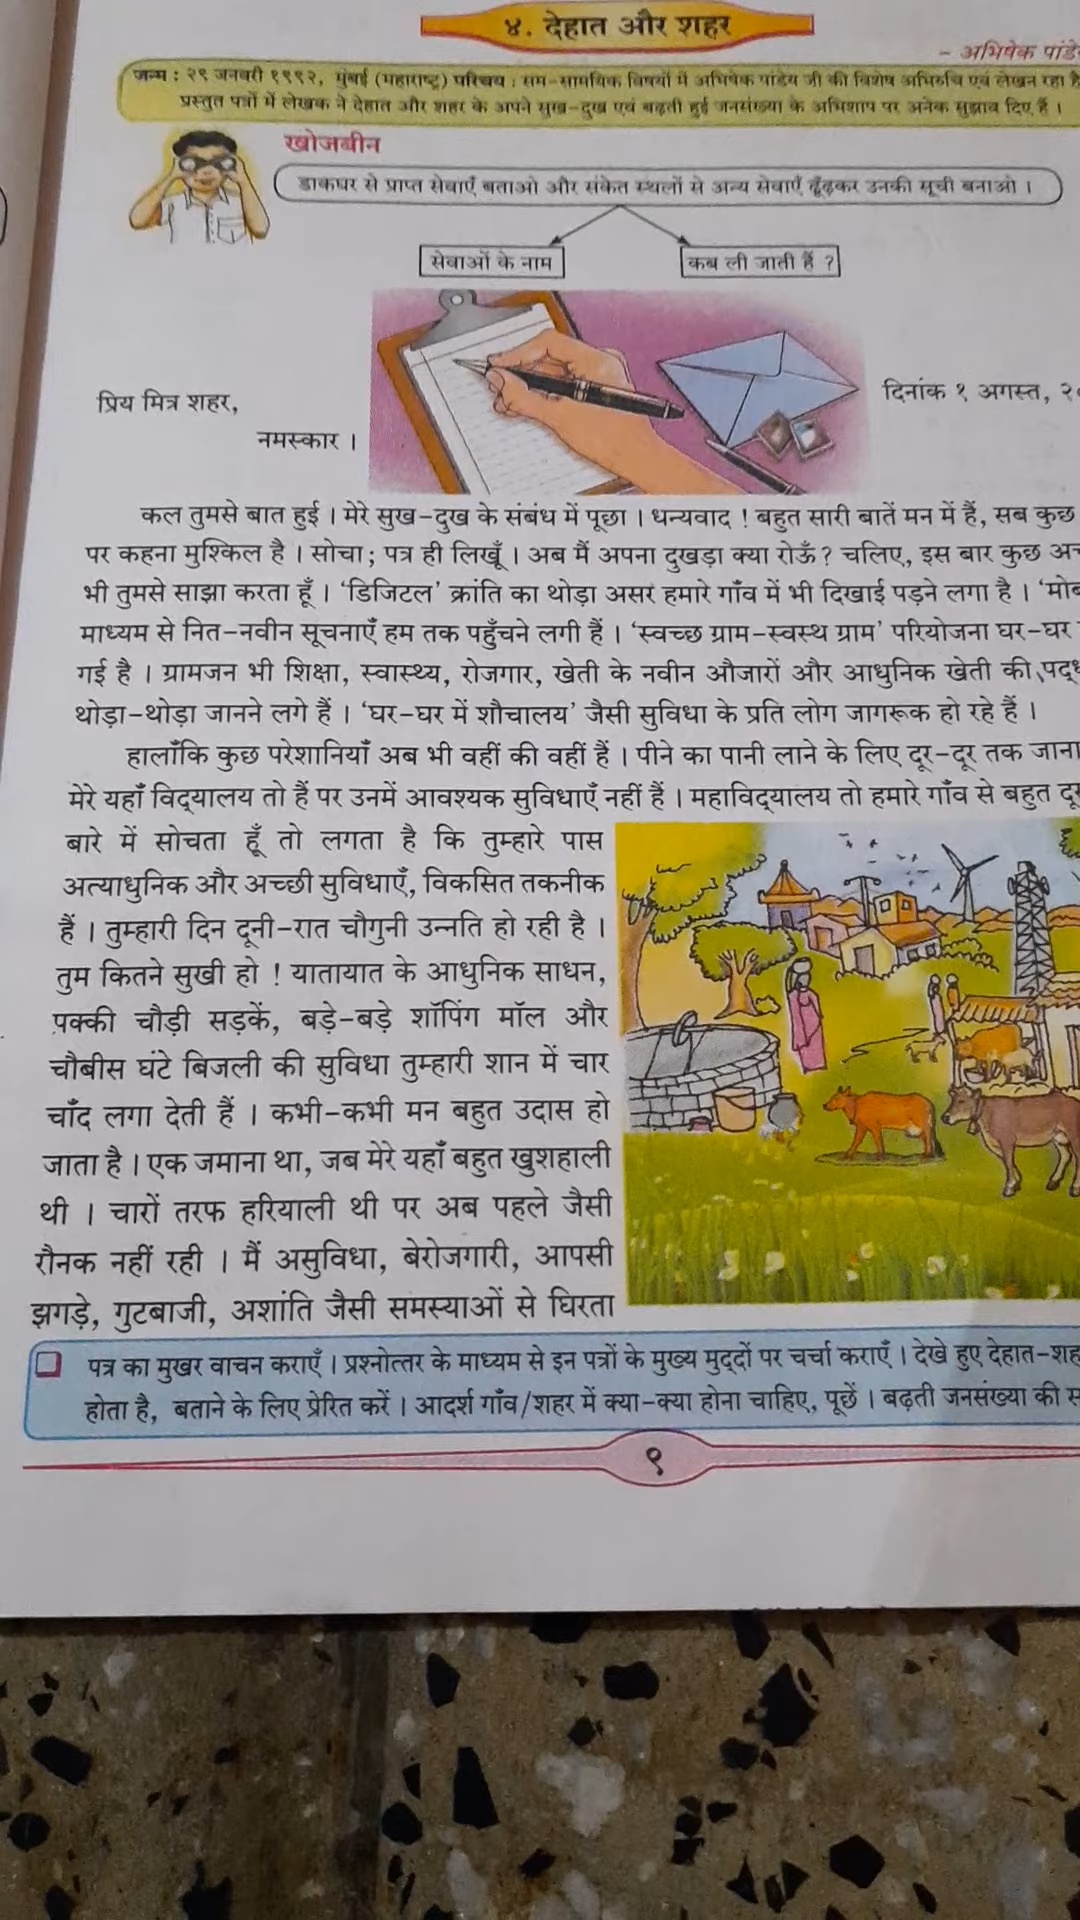 ४. देहात और शहर
- अभिषेक पांडेय
जन्म : २९ जनवरी १९९२, मुंबई (महाराष्ट्र) परिचय : सम-सामयिक विषयों में अभिषेक पांडेय जी की विशेष अभिरुचि एवं लेखन रहा है
प्रस्तुत पत्रों में लेखक ने देहात और शहर के अपने सुख-दुख एवं बढ़ती हुई जनसंख्या के अभिशाप पर अनेक सुझाव दिए हैं ।
खोजबीन
डाकघर से प्राप्त सेवाएँ बताओ और संकेत स्थलों से अन्य सेवाएँ ढूँढ़कर उनकी सूची बनाओ ।
सेवाओं के नाम
कब ली जाती हैं ?
दिनांक १ अगस्त,
प्रिय मित्र शहर,
नमस्कार ।
कल तुमसे बात हुई । मेरे सुख-दुख के संबंध में पूछा । धन्यवाद ! बहुत सारी बातें मन में हैं, सब कुछ
पर कहना मुश्किल है । सोचा; पत्र ही लिखूँ । अब मैं अपना दुखड़ा क्या रोऊँ? चलिए, इस बार कुछ
भी तुमसे साझा करता हूँ । ‘डिजिटल’ क्रांति का थोड़ा असर हमारे गाँव में भी दिखाई पड़ने लगा है ।
माध्यम से नित-नवीन सूचनाएँ हम तक पहुँचने लगी हैं । ‘स्वच्छ ग्राम-स्वस्थ ग्राम’ परियोजना घर-घर
गई है । ग्रामजन भी शिक्षा, स्वास्थ्य, रोजगार, खेती के नवीन औजारों और आधुनिक खेती की
थोड़ा-थोड़ा जानने लगे हैं । ‘घर-घर में शौचालय’ जैसी सुविधा के प्रति लोग जागरूक हो रहे हैं ।
हालाँकि कुछ परेशानियाँ अब भी वहीं की वहीं हैं । पीने का पानी लाने के लिए दूर-दूर तक जाना
मेरे यहाँ विद्यालय तो हैं पर उनमें आवश्यक सुविधाएँ नहीं हैं । महाविद्यालय तो हमारे गाँव से बहुत दूर
बारे में सोचता हूँ तो लगता है कि तुम्हारे पास
अत्याधुनिक और अच्छी सुविधाएँ, विकसित तकनीक
हैं । तुम्हारी दिन दूनी-रात चौगुनी उन्नति हो रही है ।
तुम कितने सुखी हो ! यातायात के आधुनिक साधन,
पक्की चौड़ी सड़कें, बड़े-बड़े शॉपिंग मॉल और
चौबीस घंटे बिजली की सुविधा तुम्हारी शान में चार
चाँद लगा देती हैं । कभी-कभी मन बहुत उदास हो
जाता है । एक जमाना था, जब मेरे यहाँ बहुत खुशहाली
थी । चारों तरफ हरियाली थी पर अब पहले जैसी
रौनक नहीं रही । मैं असुविधा, बेरोजगारी, आपसी
झगड़े, गुटबाजी, अशांति जैसी समस्याओं से घिरता
पत्र का मुखर वाचन कराएँ । प्रश्नोत्तर के माध्यम से इन पत्रों के मुख्य मुद्दों पर चर्चा कराएँ । देखे हुए
होता है, बताने के लिए प्रेरित करें । आदर्श गाँव/शहर में क्या-क्या होना चाहिए, पूछें । बढ़ती जनसंख्या की
९